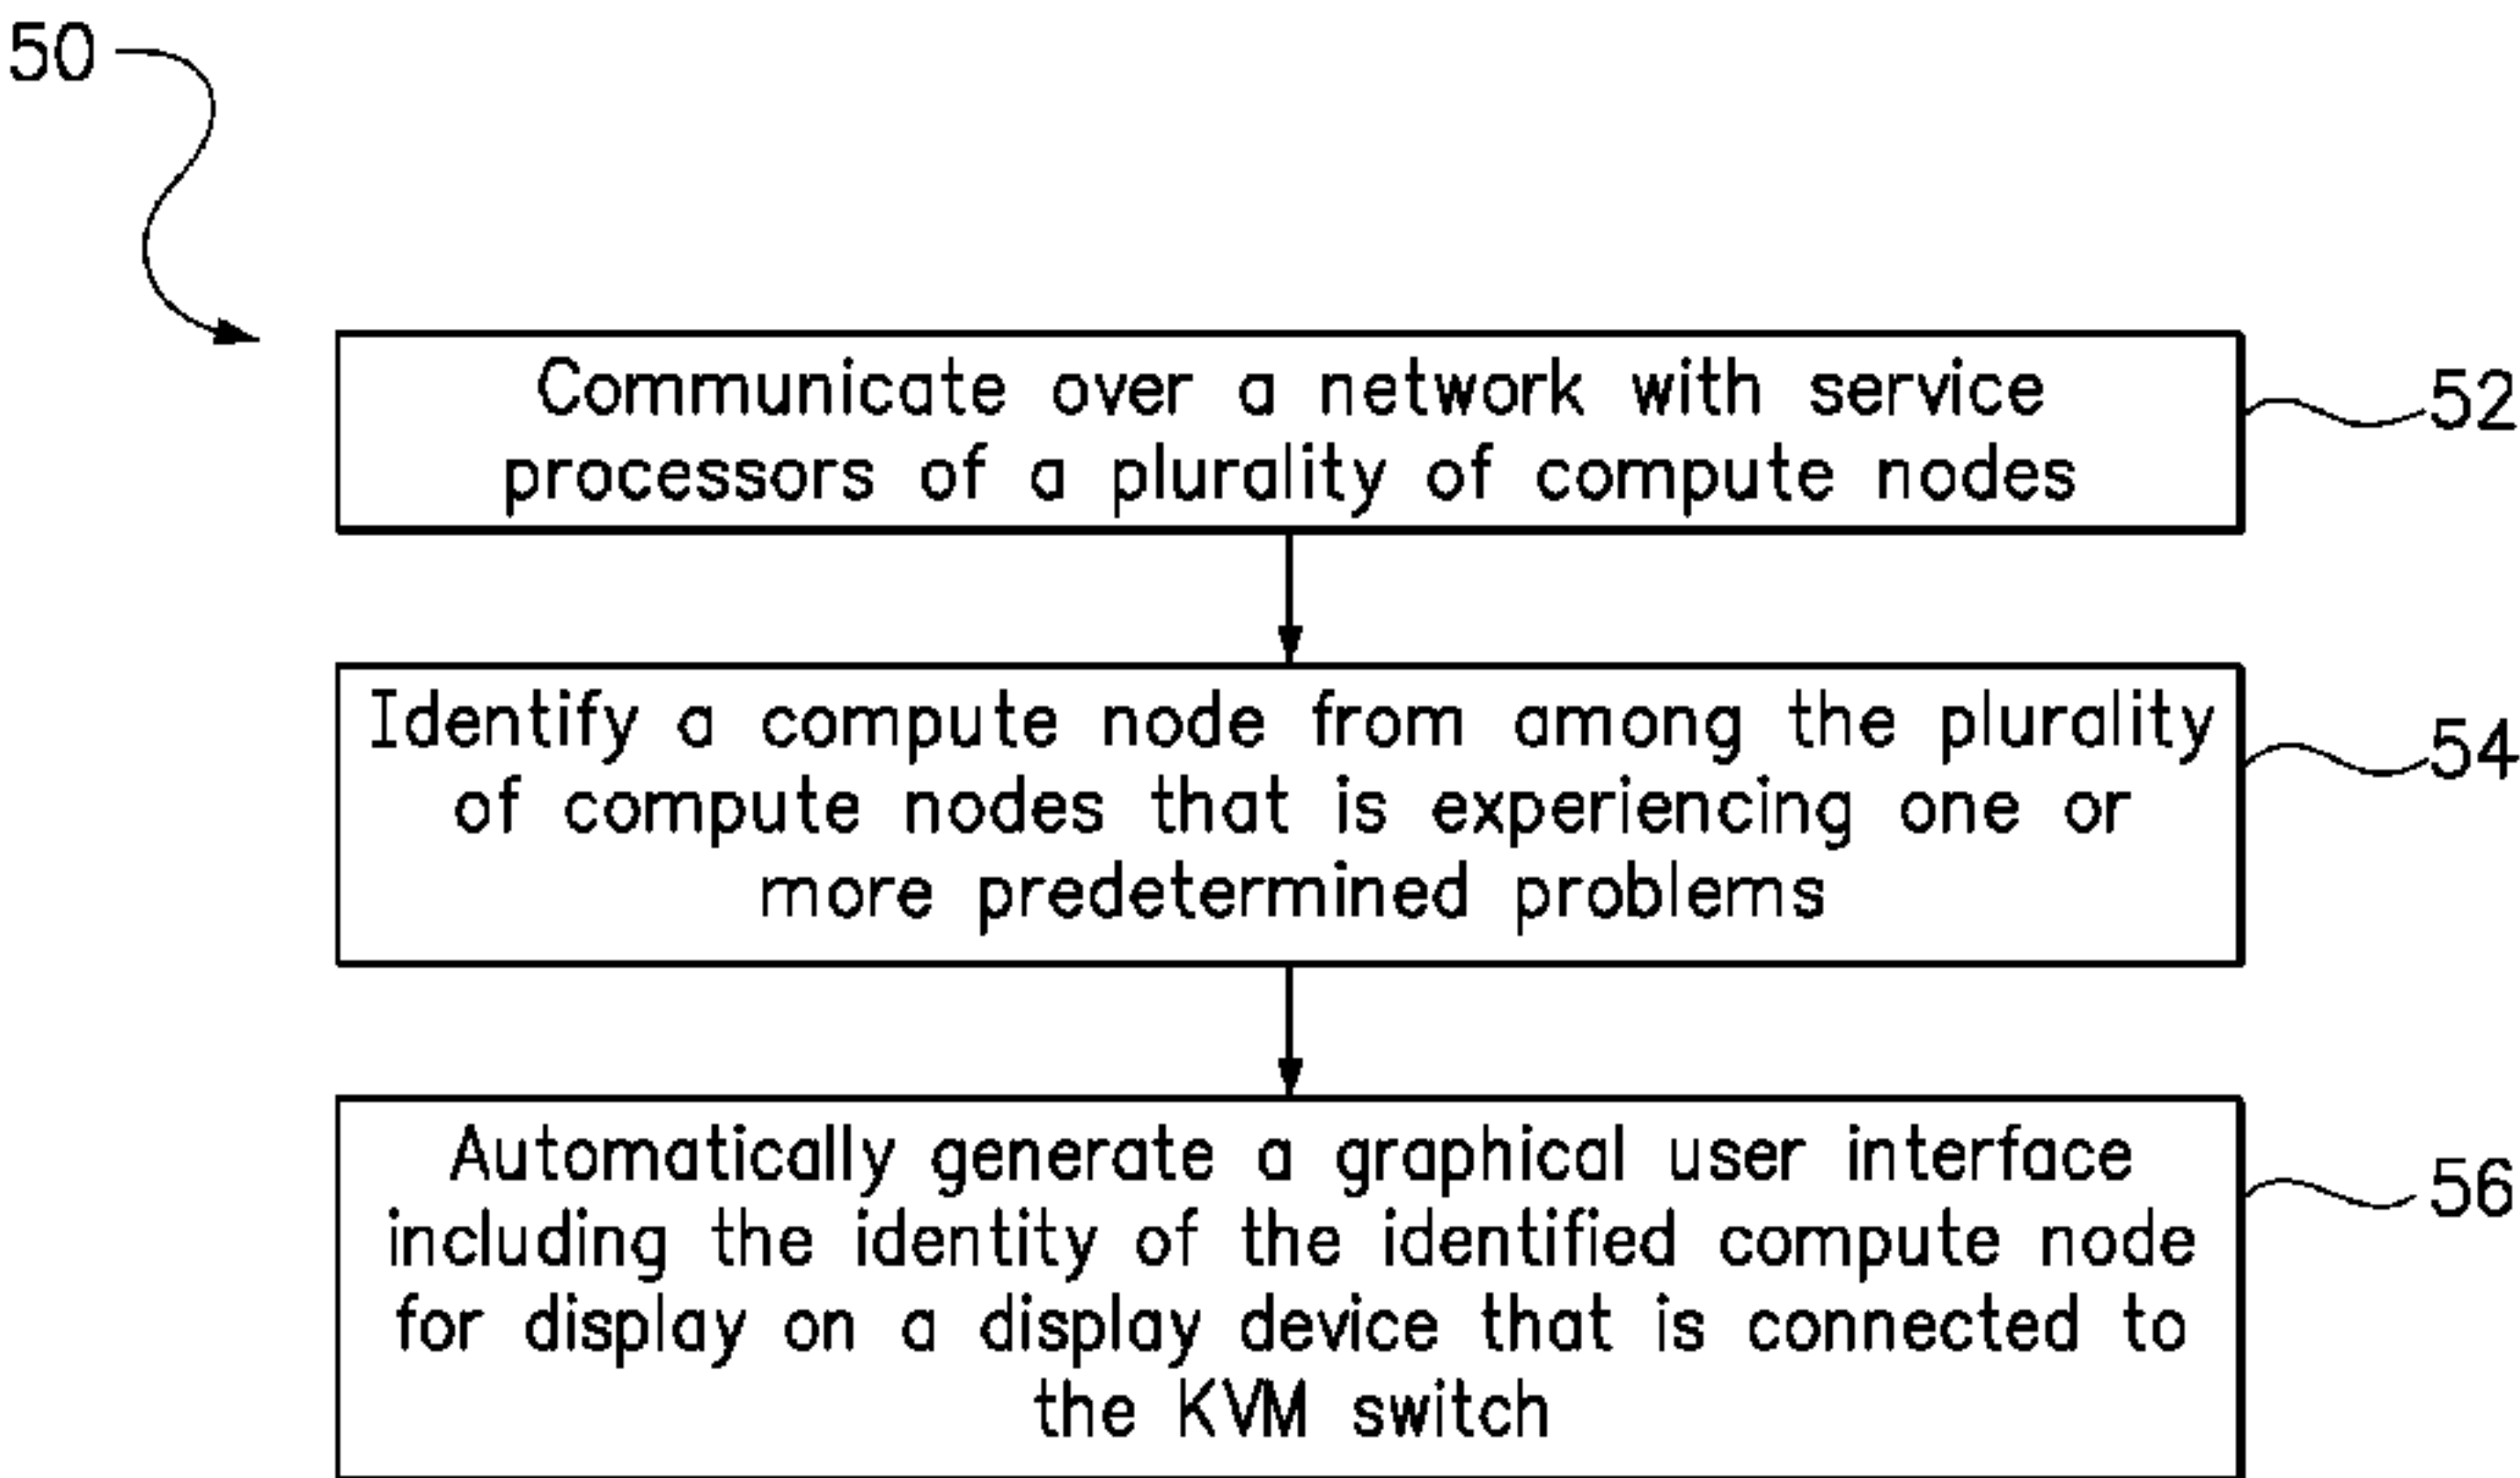 50
Communicate over a network with service
processors of a plurality of compute nodes
52
Identify a compute node from among the plurality
of compute nodes that is experiencing one or
more predetermined problems
54
Automatically generate a graphical user interface
including the identity of the identified compute node
for display on a display device that is connected to
the KVM switch
56